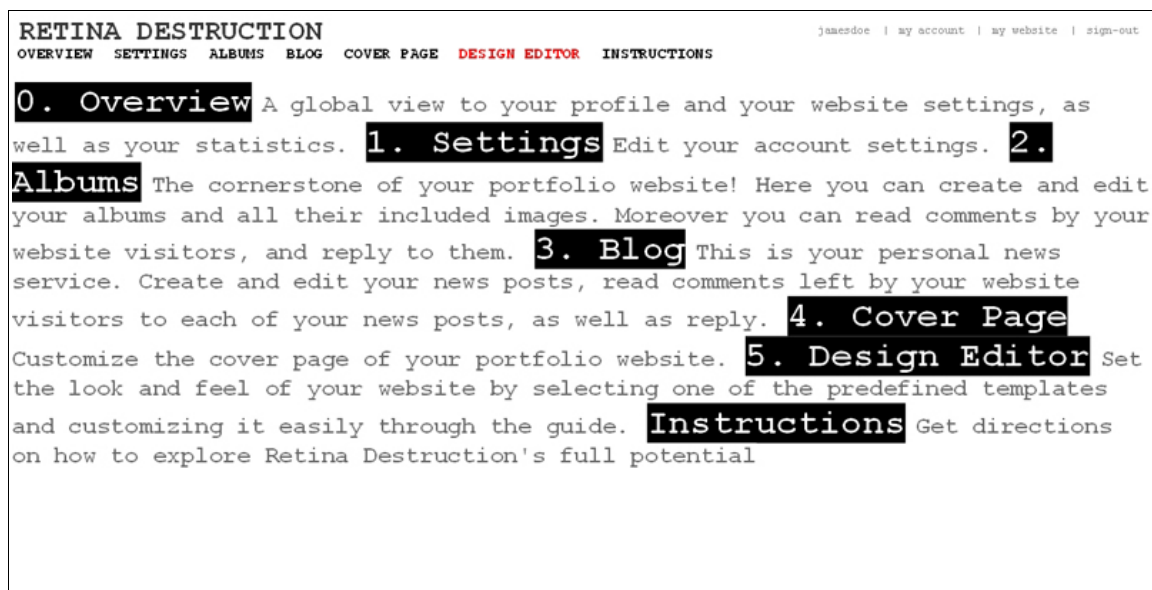 RETINA DESTRUCTION
jamesdoe | my account | my website | sign-out
OVERVIEW SETTINGS ALBUMS BLOG COVER PAGE DESIGN EDITOR INSTRUCTIONS
0. Overview A global view to your profile and your website settings, as
well as your statistics. 1. Settings Edit your account settings. 2.
Albums The cornerstone of your portfolio website! Here you can create and edit
your albums and all their included images. Moreover you can read comments by your
website visitors, and reply to them. 3. Blog This is your personal news
service. Create and edit your news posts, read comments left by your website
visitors to each of your news posts, as well as reply. 4. Cover Page
Customize the cover page of your portfolio website. 5. Design Editor Set
the look and feel of your website by selecting one of the predefined templates
and customizing it easily through the guide. Instructions Get directions
on how to explore Retina Destruction's full potential